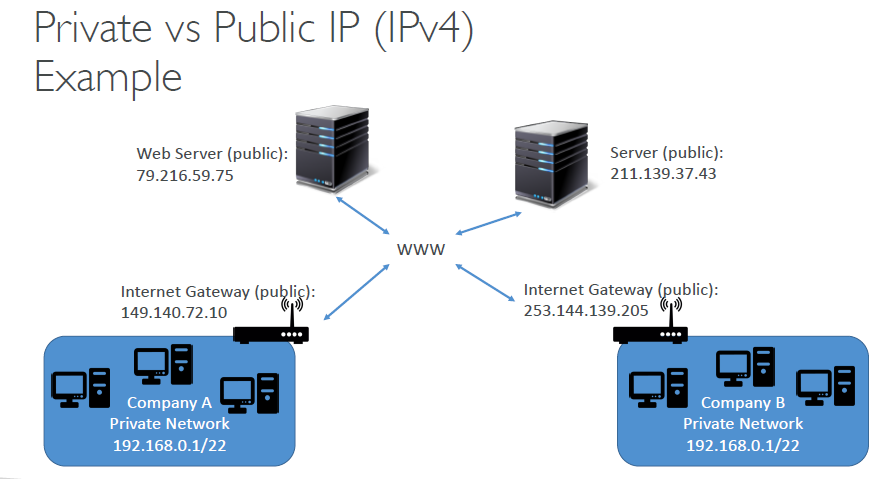 Private vs Public IP (IPv4)
Example
Web Server (public):
79.216.59.75
Server (public):
211.139.37.43
WWW
Internet Gateway (public):
149.140.72.10
Internet Gateway (public):
253.144.139.205
Company A
Private Network
192.168.0.1/22
Company B
Private Network
192.168.0.1/22